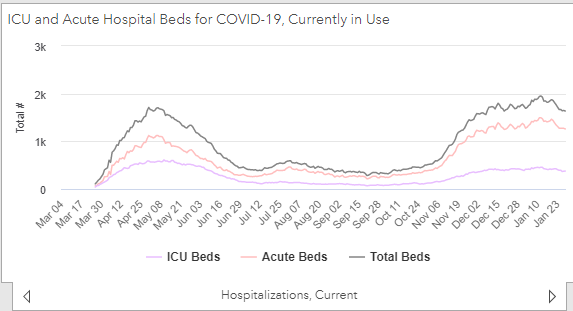 ICU and Acute Hospital Beds for COVID-19, Currently in Use
3k
2k
1k
0
Total #
Mar 04
Mar 17
Mar 30
Apr 12
Apr 25
May 08
May 21
Jun 03
Jun 16
Jun 29
Jul 12
Jul 25
Aug 07
Aug 20
Sep 02
Sep 15
Sep 28
Oct 11
Oct 24
Nov 06
Nov 19
Dec 02
Dec 15
Dec 28
Jan 10
Jan 23
ICU Beds Acute Beds Total Beds
Hospitalizations, Current